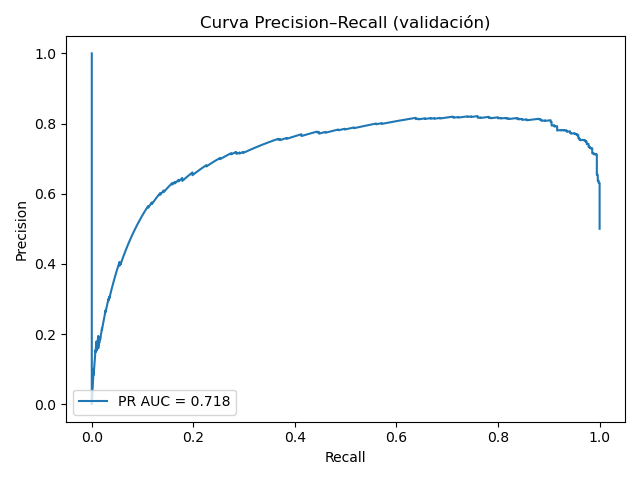 Curva Precision–Recall (validación)
1.0
0.8
0.6
0.4
0.2
0.0
Precision
PR AUC = 0.718
0.0 0.2 0.4 0.6 0.8 1.0
Recall